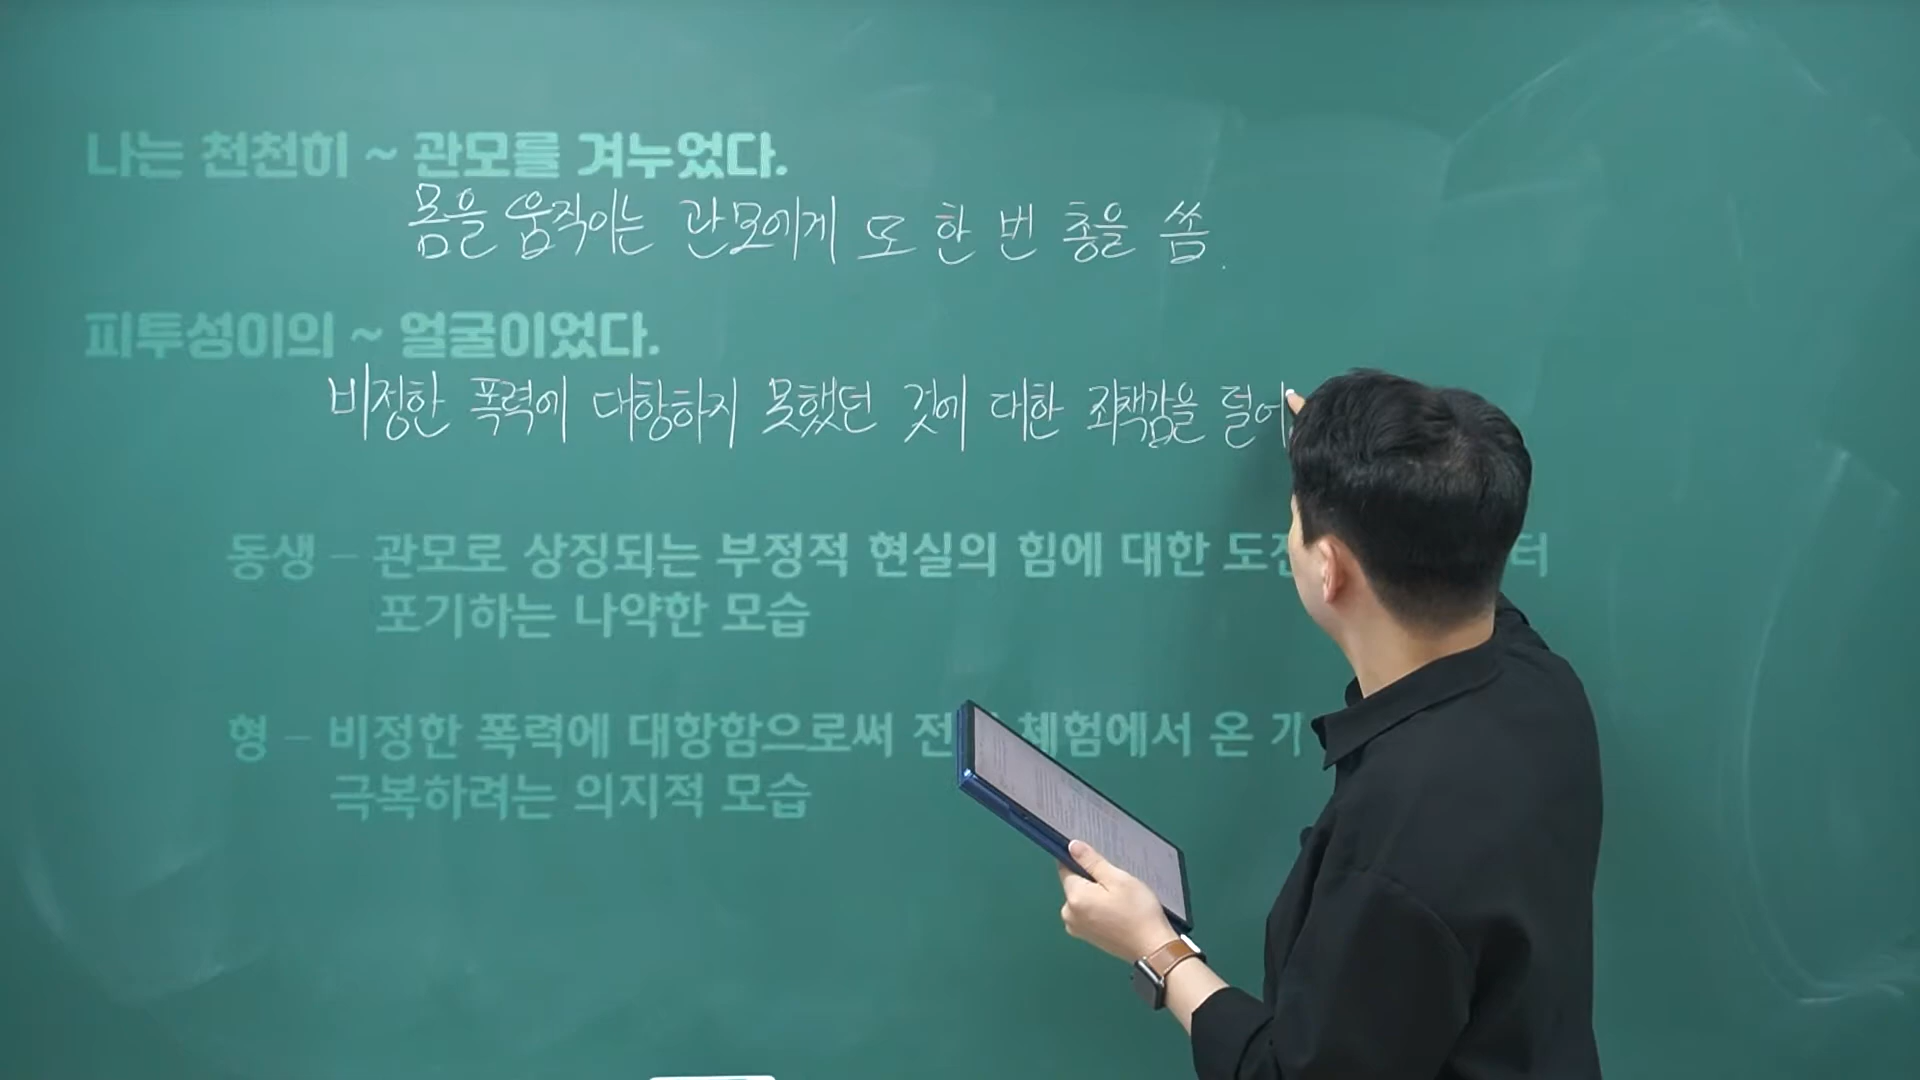 나는 천천히 ~ 관모를 겨누었다.
몸을 움직이는 관모에게 또 한 번 총을 쏨.
피투성이의 ~ 얼굴이었다.
비정한 폭력에 대항하지 못했던 것에 대한 죄책감을 덜어
동생 – 관모로 상징되는 부정적 현실의 힘에 대한 터
포기하는 나약한 모습
형 – 비정한 폭력에 대항함으로써 체험에서 온
극복하려는 의지적 모습